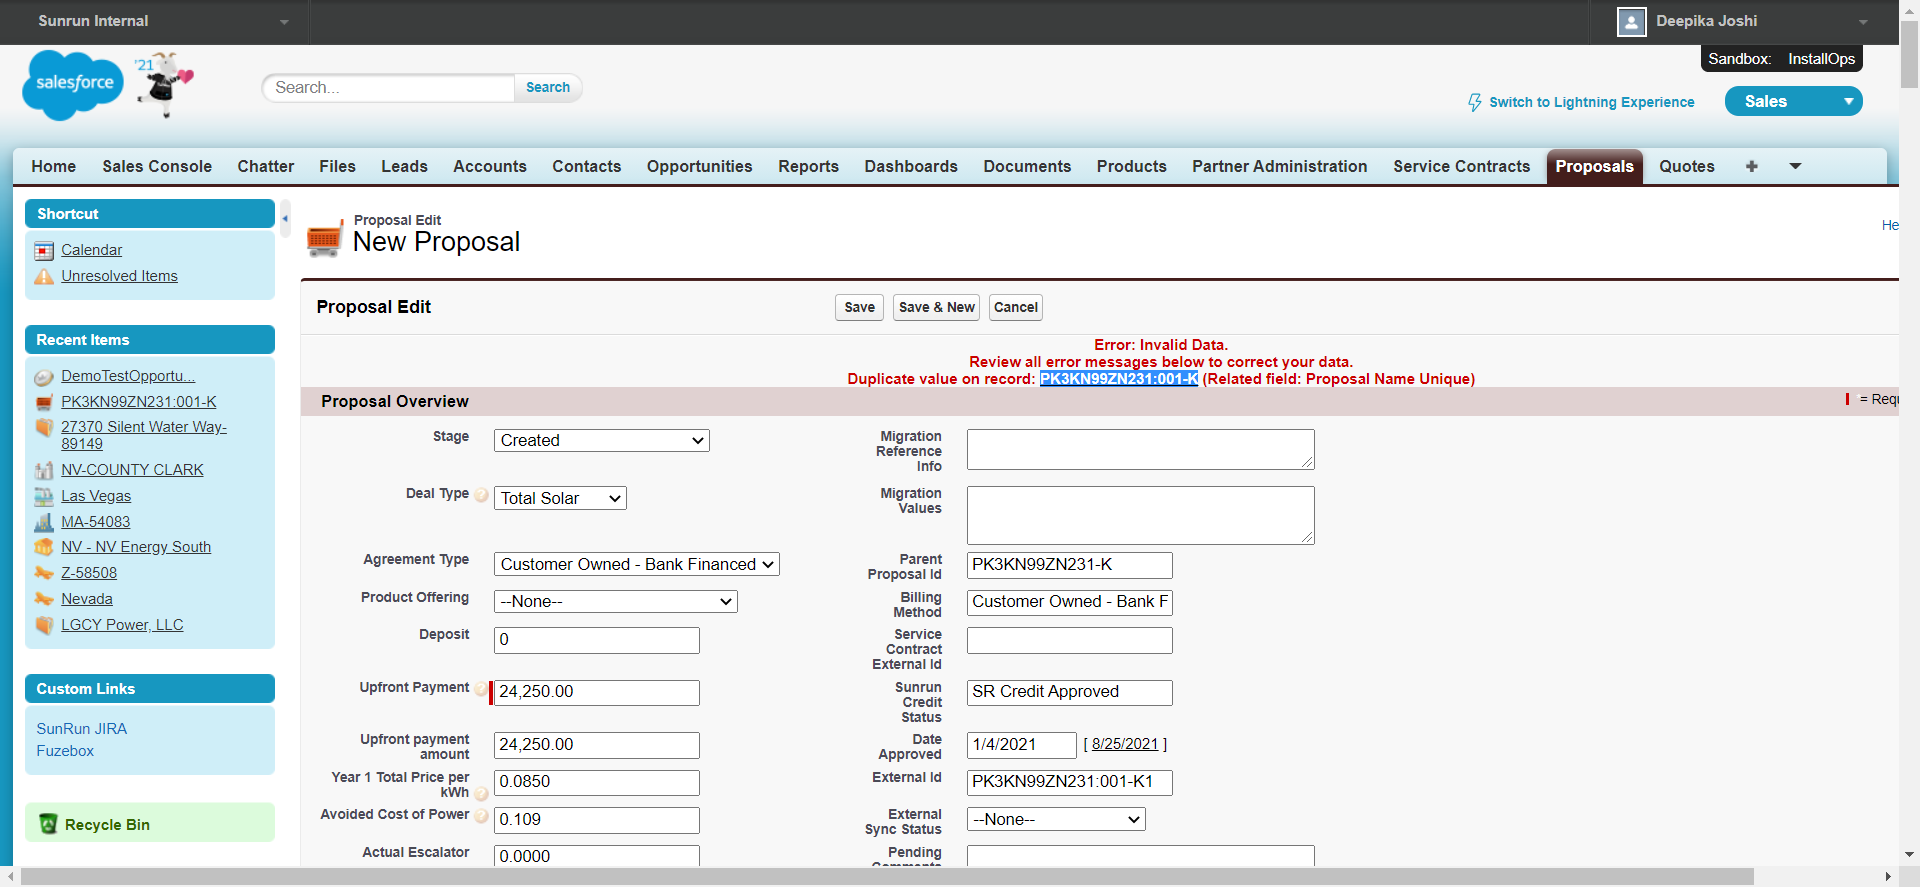 Sunrun Internal
Deepika Joshi
Sandbox: InstallOps
salesforce
'21
Search...
Search
Switch to Lightning Experience
Sales
Home Sales Console Chatter Files Leads Accounts Contacts Opportunities Reports Dashboards Documents Products Partner Administration Service Contracts Proposals Quotes +
Shortcut
Calendar
Unresolved Items
Recent Items
DemoTestOpportu...
PK3KN99ZN231:001-K
27370 Silent Water Way-
89149
NV-COUNTY CLARK
Las Vegas
MA-54083
NV - NV Energy South
Z-58508
Nevada
LGCY Power, LLC
Custom Links
SunRun JIRA
Fuzebox
Recycle Bin
Proposal Edit
New Proposal
He
Proposal Edit
Save
Save & New
Cancel
Error: Invalid Data.
Review all error messages below to correct your data.
Duplicate value on record: PK3KN99ZN231:001-K (Related field: Proposal Name Unique)
Proposal Overview
= Requ
Stage
Created
Deal Type
Total Solar
Agreement Type
Customer Owned - Bank Financed
Product Offering
--None--
Deposit
0
Upfront Payment
24,250.00
Upfront payment
amount
24,250.00
Year 1 Total Price per
kWh
0.0850
Avoided Cost of Power
0.109
Actual Escalator
0.0000
Migration
Reference
Info
Migration
Values
Parent
Proposal Id
PK3KN99ZN231-K
Billing
Method
Customer Owned - Bank F
Service
Contract
External Id
Sunrun
Credit
Status
SR Credit Approved
Date
Approved
1/4/2021
[ 8/25/2021 ]
External Id
PK3KN99ZN231:001-K1
External
Sync Status
--None--
Pending
Comments